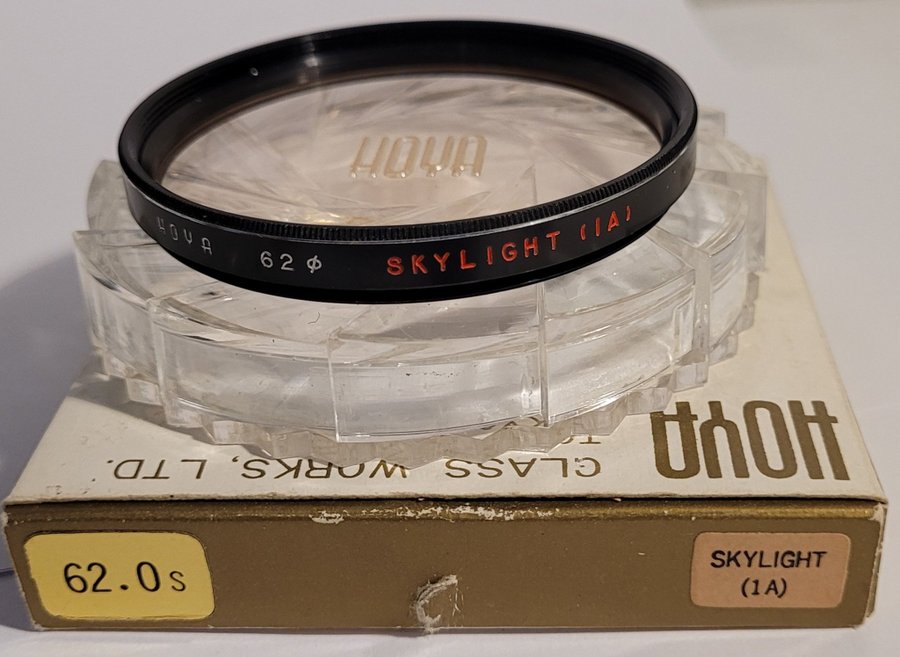 HOYA
HOYA 62φ SKYLIGHT (1A)
HOYA
GLASS WORKS, LTD.
62.0s
SKYLIGHT
(1A)